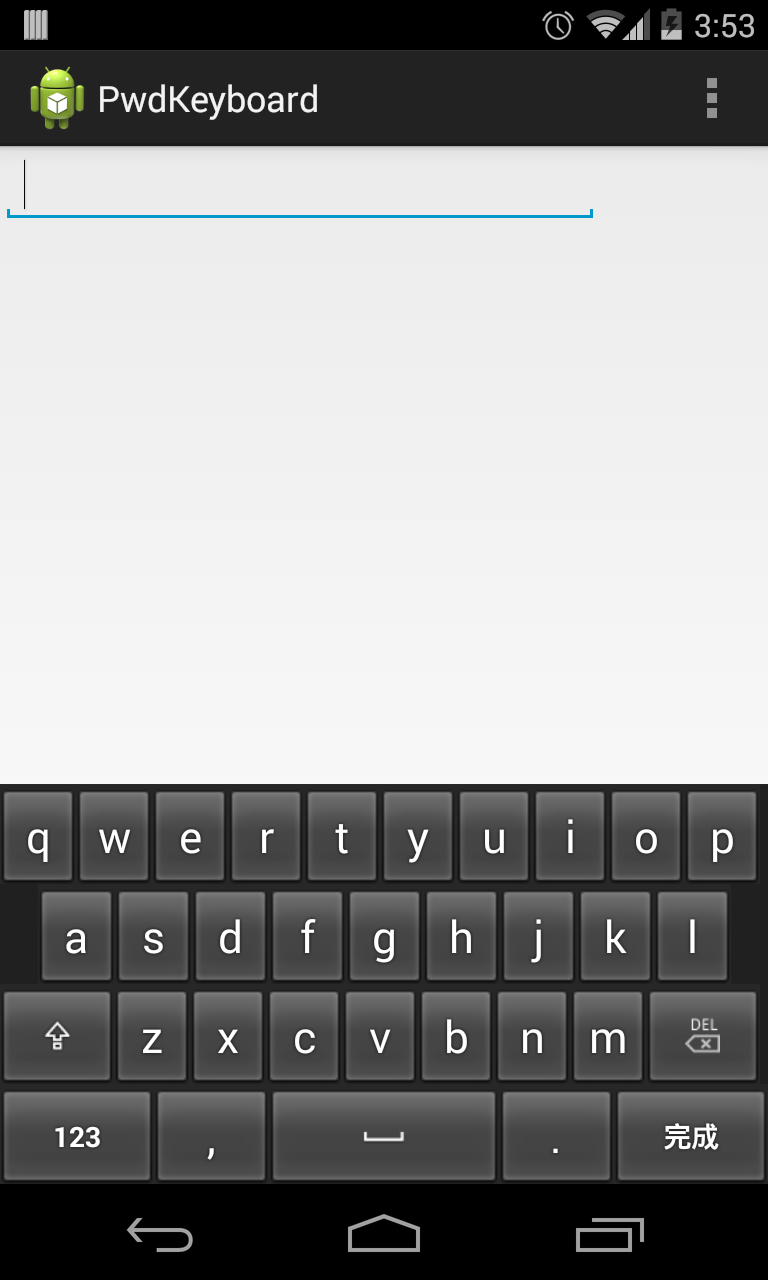 3:53
PwdKeyboard
q w e r t y u i o p
a s d f g h j k l
z x c v b n m DEL
123 , . 完成